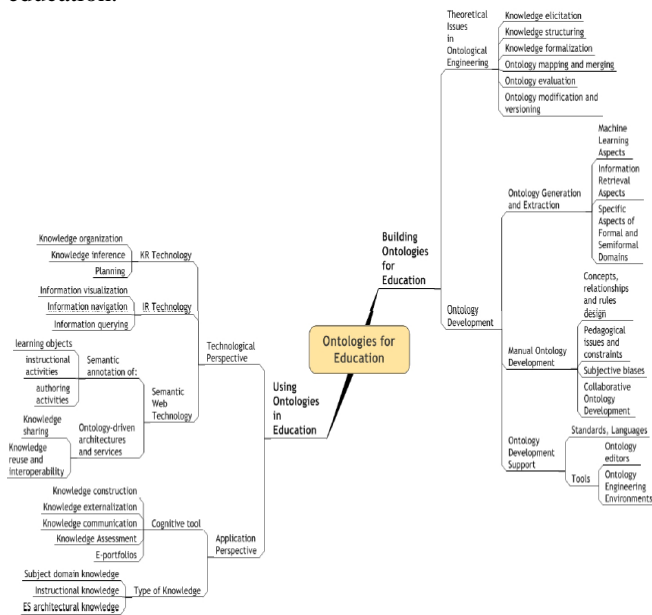 education.
Theoretical
Issues
in
Ontological
Engineering
Knowledge elicitation
Knowledge structuring
Knowledge formalization
Ontology mapping and merging
Ontology evaluation
Ontology modification and
versioning
Building
Ontologies
for
Education
Ontology
Development
Ontology Generation
and Extraction
Machine
Learning
Aspects
Information
Retrieval
Aspects
Specific
Aspects of
Formal and
Semiformal
Domains
Manual Ontology
Development
Concepts,
relationships
and rules
design
Pedagogical
issues and
constraints
Subjective biases
Collaborative
Ontology
Development
Ontology
Development
Support
Standards, Languages
Tools
Ontology
editors
Ontology
Engineering
Environments
Ontologies for
Education
Using
Ontologies
in
Education
Technological
Perspective
KR Technology
Knowledge organization
Knowledge inference
Planning
IR Technology
Information visualization
Information navigation
Information querying
Semantic
Web
Technology
Semantic
annotation of:
learning objects
instructional
activities
authoring
activities
Ontology-driven
architectures
and services
Knowledge
sharing
Knowledge
reuse and
interoperability
Application
Perspective
Cognitive tool
Knowledge construction
Knowledge externalization
Knowledge communication
Knowledge Assessment
E-portfolios
Type of Knowledge
Subject domain knowledge
Instructional knowledge
ES architectural knowledge